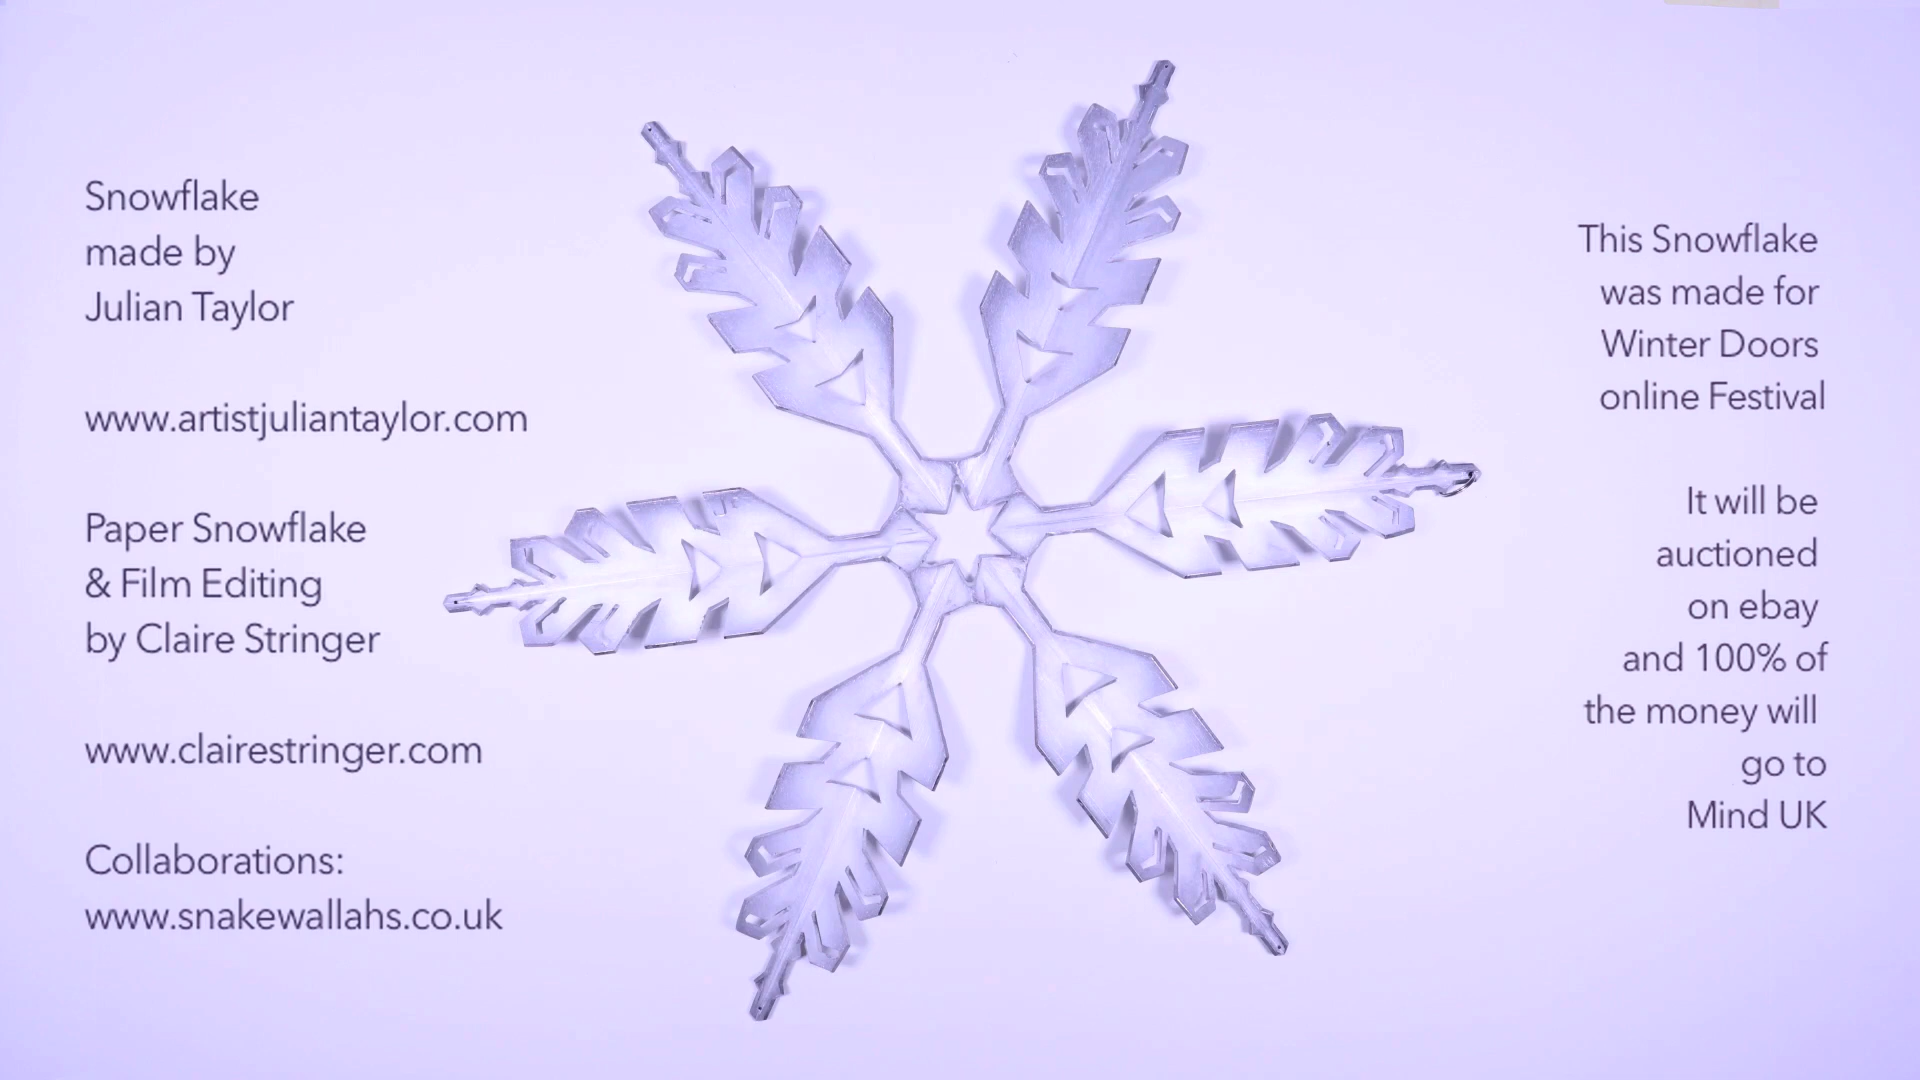 Snowflake
made by
Julian Taylor
www.artistjuliantaylor.com
Paper Snowflake
& Film Editing
by Claire Stringer
www.clairestringer.com
Collaborations:
www.snakewallahs.co.uk
This Snowflake
was made for
Winter Doors
online Festival
It will be
auctioned
on ebay
and 100% of
the money will
go to
Mind UK